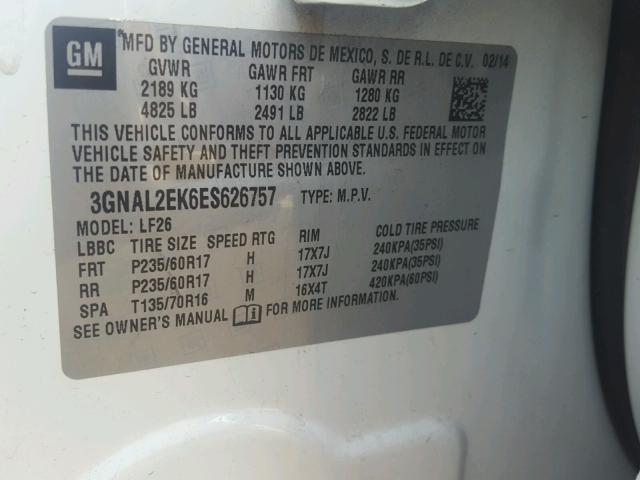 GM
MFD BY GENERAL MOTORS DE MEXICO, S. DE R.L. DE C.V. 02/14
GVWR GAWR FRT GAWR RR
2189 KG 1130 KG 1280 KG
4825 LB 2491 LB 2822 LB
THIS VEHICLE CONFORMS TO ALL APPLICABLE U.S. FEDERAL MOTOR
VEHICLE SAFETY AND THEFT PREVENTION STANDARDS IN EFFECT ON
THE DATE OF MANUFACTURE SHOWN ABOVE.
3GNAL2EK6ES626757 TYPE: M.P.V.
MODEL: LF26
LBBC TIRE SIZE SPEED RTG RIM COLD TIRE PRESSURE
FRT P235/60R17 H 17X7J 240KPA(35PSI)
RR P235/60R17 H 17X7J 240KPA(35PSI)
SPA T135/70R16 M 16X4T 420KPA(60PSI)
SEE OWNER'S MANUAL FOR MORE INFORMATION.